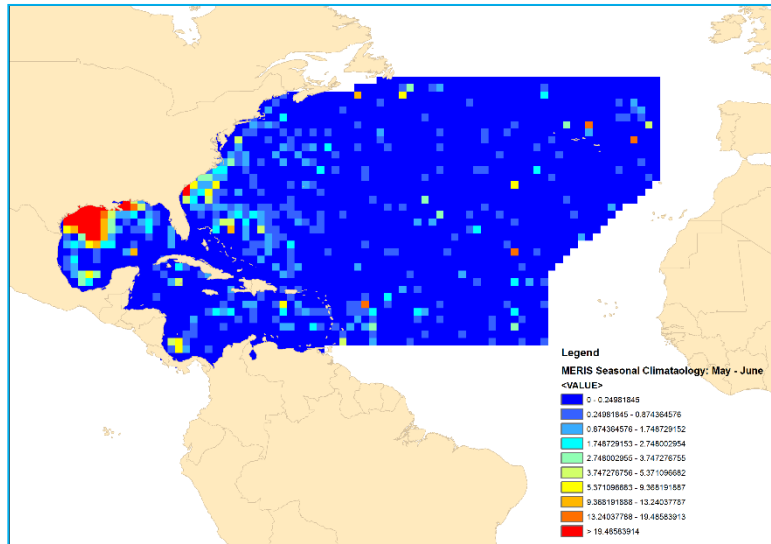 Legend
MERIS Seasonal Climataology: May - June
<VALUE>
0 - 0.24981845
0.24981845 - 0.874364576
0.874364576 - 1.748729152
1.748729153 - 2.748002954
2.748002955 - 3.747276755
3.747276756 - 5.371096682
5.371096683 - 9.368191887
9.368191888 - 13.24037787
13.24037788 - 19.48583913
> 19.48583914